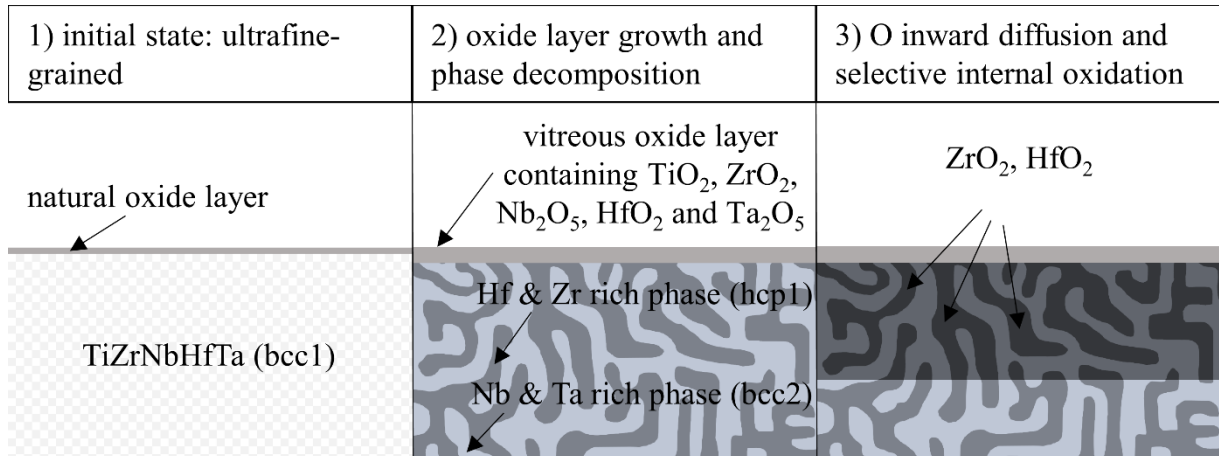 1) initial state: ultrafine-
grained
2) oxide layer growth and
phase decomposition
3) O inward diffusion and
selective internal oxidation
natural oxide layer
TiZrNbHfTa (bcc1)
vitreous oxide layer
containing TiO₂, ZrO₂,
Nb₂O₅, HfO₂ and Ta₂O₅
Hf & Zr rich phase (hcp1)
Nb & Ta rich phase (bcc2)
ZrO₂, HfO₂